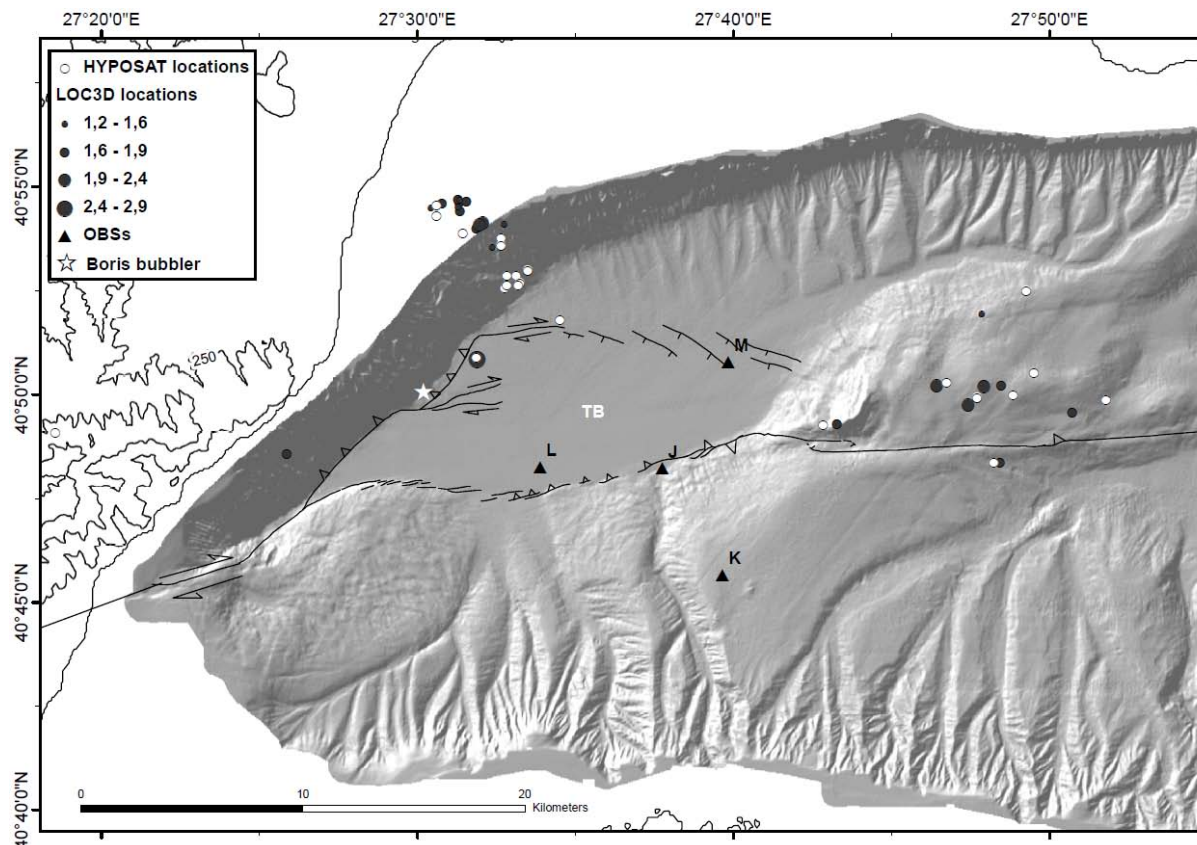 27°20'0"E 27°30'0"E 27°40'0"E 27°50'0"E
HYPOSAT locations
LOC3D locations
1,2 - 1,6
1,6 - 1,9
1,9 - 2,4
2,4 - 2,9
OBSs
Boris bubbler
40°55'0"N
250
M
40°50'0"N
TB
L
J
K
40°45'0"N
0 10 20
Kilometers
40°40'0"N